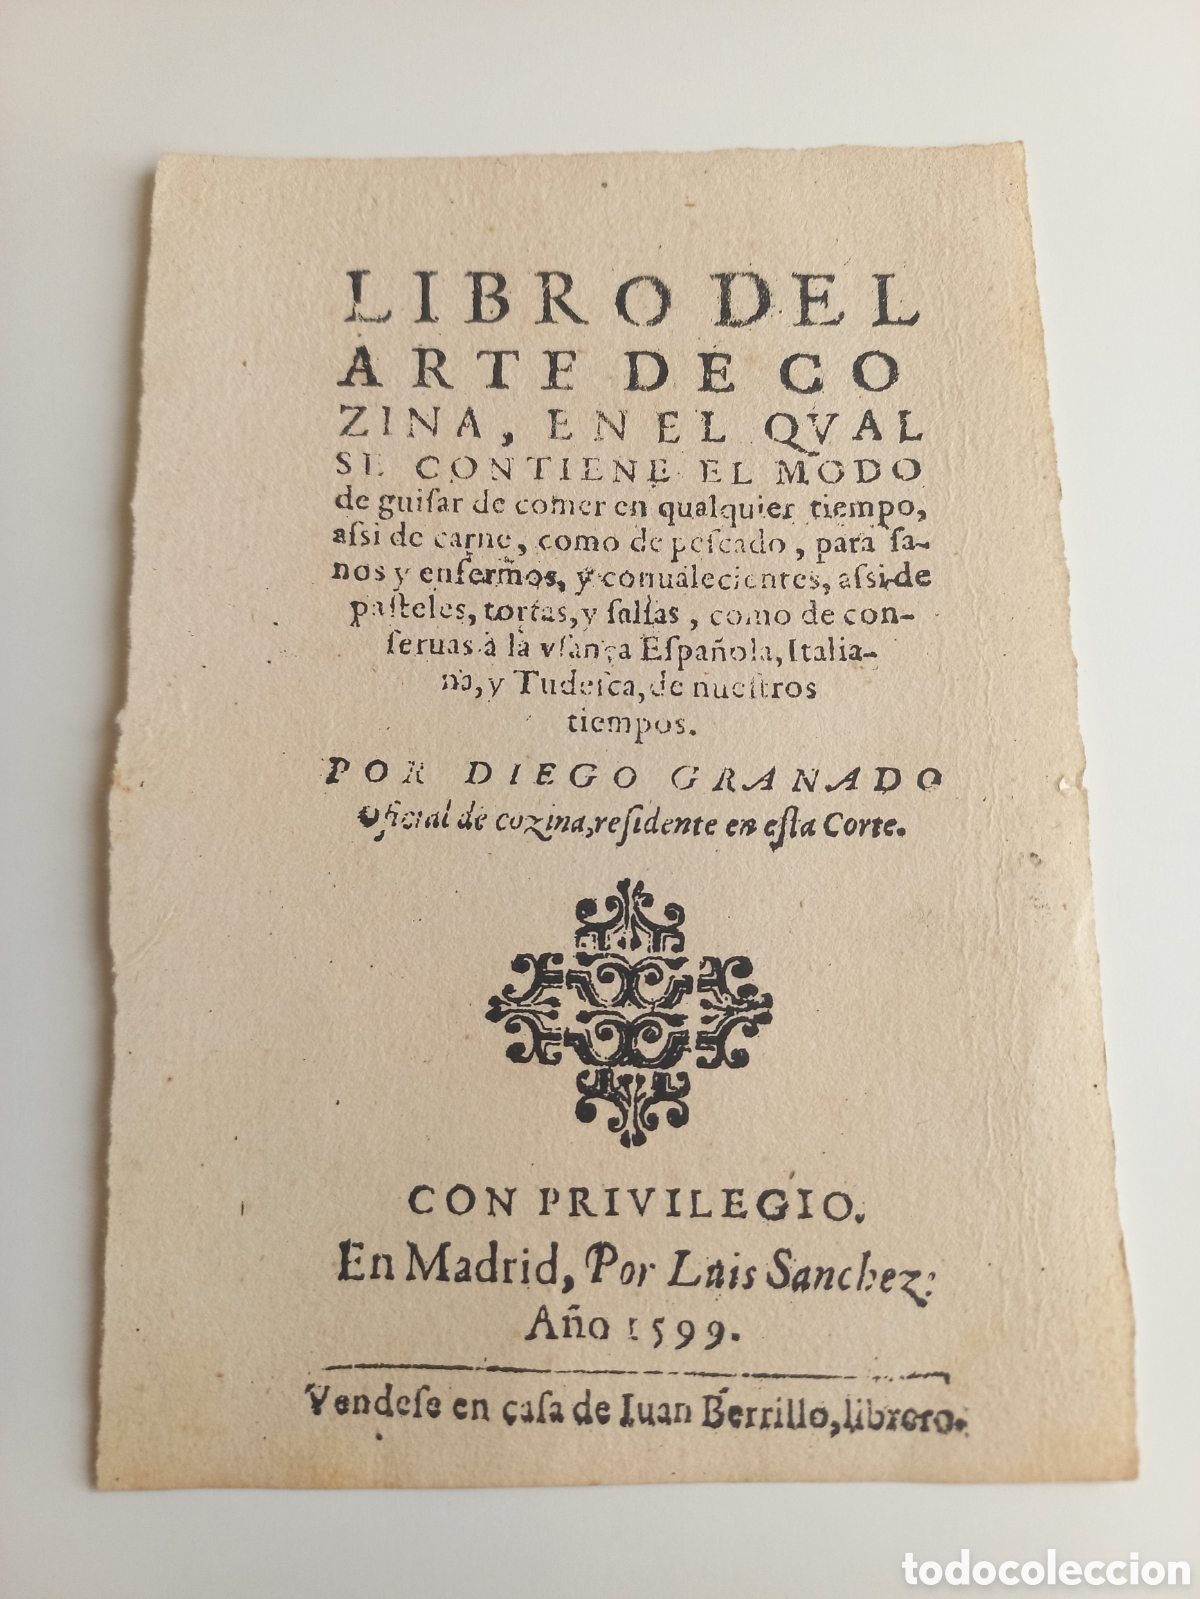 LIBRO DEL
ARTE DE CO
ZINA, EN EL QVAL
SE CONTIENE EL MODO
de guiſar de comer en qualquier tiempo,
aſsi de carne, como de peſcado, para ſa-
nos y enfermos, y conualecientes, aſsi de
paſteles, tortas, y ſalſas, como de con-
ſeruas à la vſança Eſpañola, Italia-
na, y Tudeſca, de nueſtros
tiempos.
POR DIEGO GRANADO
Oficial de cozina, reſidente en eſta Corte.
CON PRIVILEGIO.
En Madrid, Por Luis Sanchez:
Año 1599.
Vendeſe en caſa de Iuan Berrillo, librero.
todocoleccion